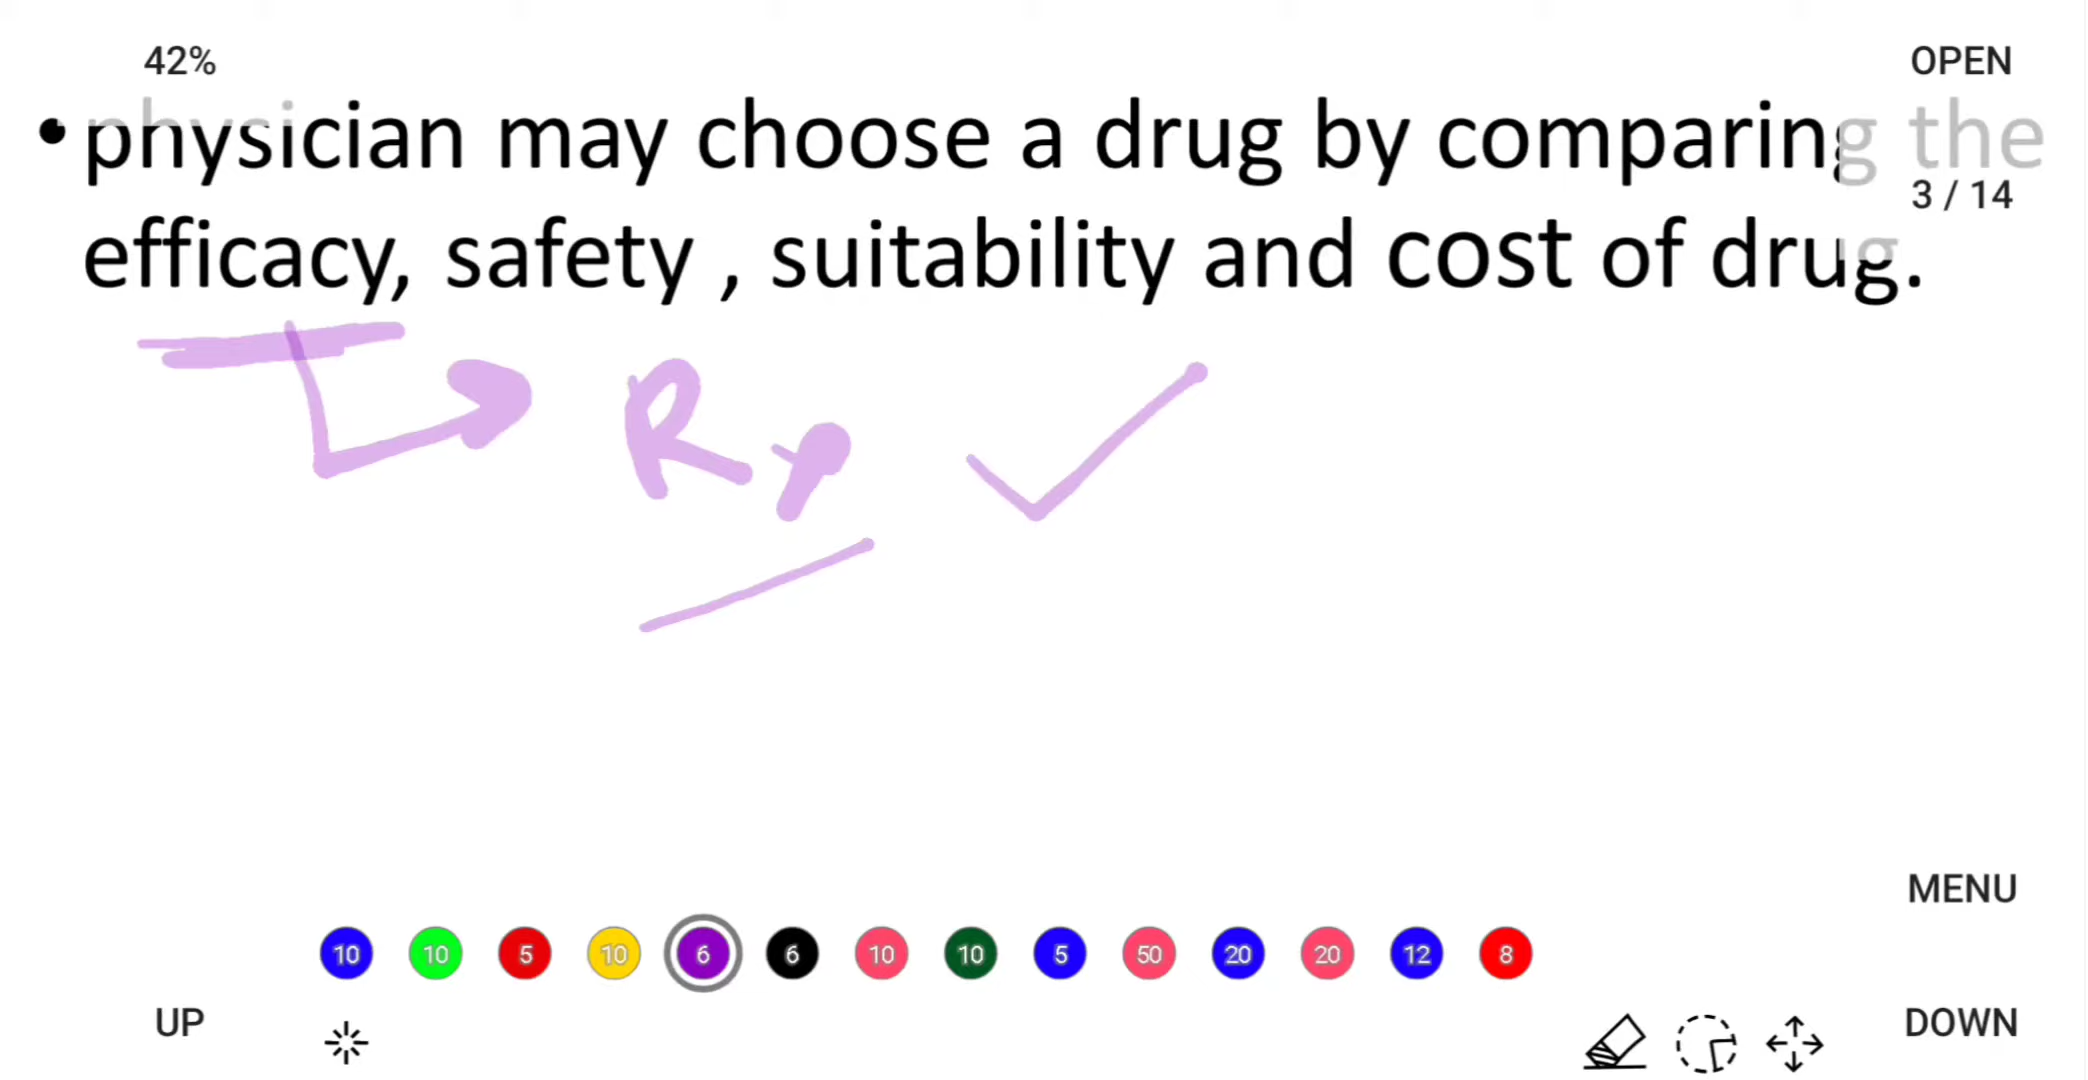 42%
OPEN
• physician may choose a drug by comparing the
3 / 14
efficacy, safety , suitability and cost of drug.
Rx
MENU
10 10 5 10 6 6 10 10 5 50 20 20 12 8
UP
DOWN